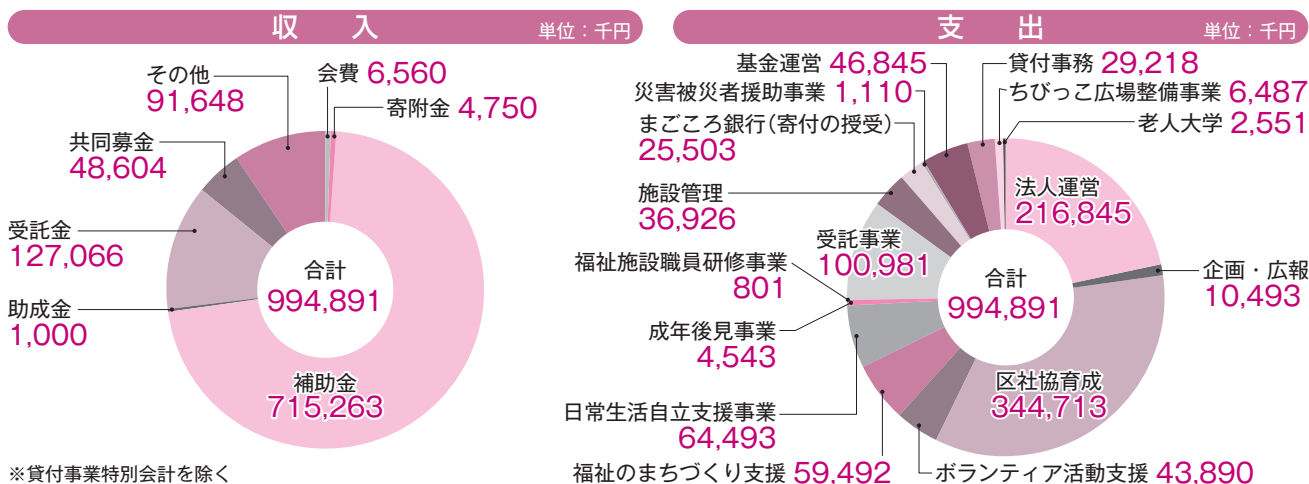 収 入 単位：千円
会費 6,560
寄附金 4,750
その他
91,648
共同募金
48,604
受託金
127,066
助成金
1,000
合計
994,891
補助金
715,263
※貸付事業特別会計を除く
支 出 単位：千円
基金運営 46,845
貸付事務 29,218
災害被災者援助事業 1,110
ちびっこ広場整備事業 6,487
まごころ銀行（寄付の授受）
25,503
老人大学 2,551
施設管理
36,926
法人運営
216,845
受託事業
100,981
福祉施設職員研修事業
801
合計
994,891
企画・広報
10,493
成年後見事業
4,543
区社協育成
344,713
日常生活自立支援事業
64,493
福祉のまちづくり支援 59,492
ボランティア活動支援 43,890